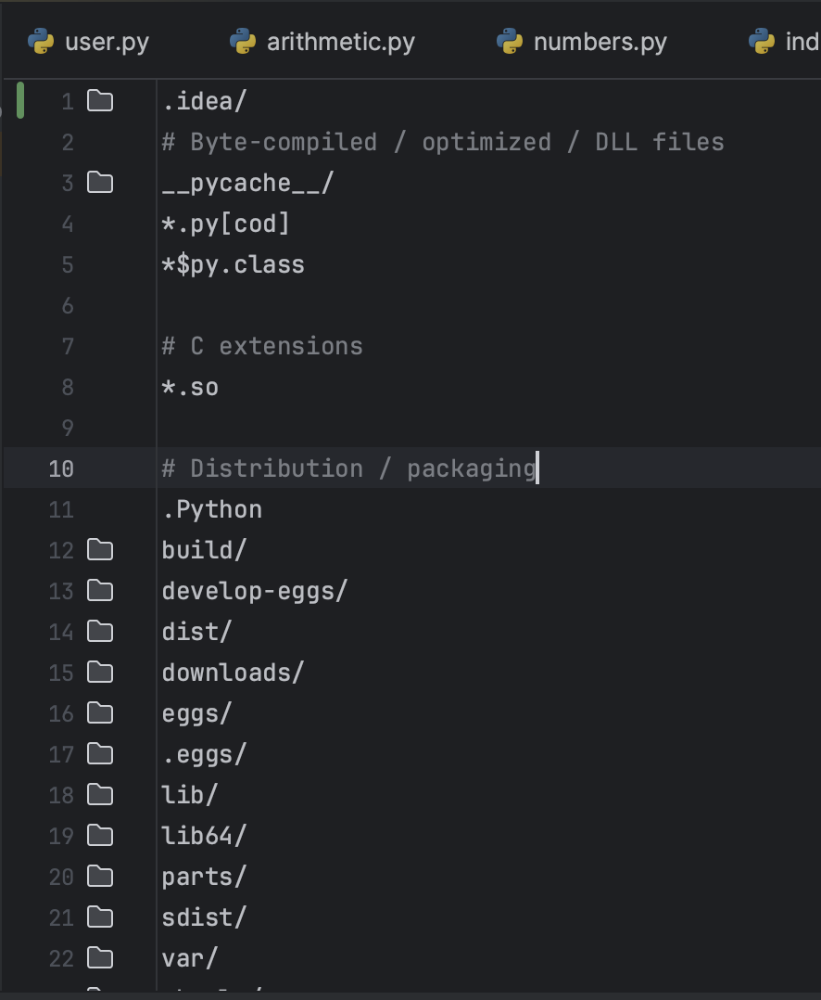 user.py arithmetic.py numbers.py ind
1 .idea/
2 # Byte-compiled / optimized / DLL files
3 __pycache__/
4 *.py[cod]
5 *$py.class
6
7 # C extensions
8 *.so
9
10 # Distribution / packaging
11 .Python
12 build/
13 develop-eggs/
14 dist/
15 downloads/
16 eggs/
17 .eggs/
18 lib/
19 lib64/
20 parts/
21 sdist/
22 var/